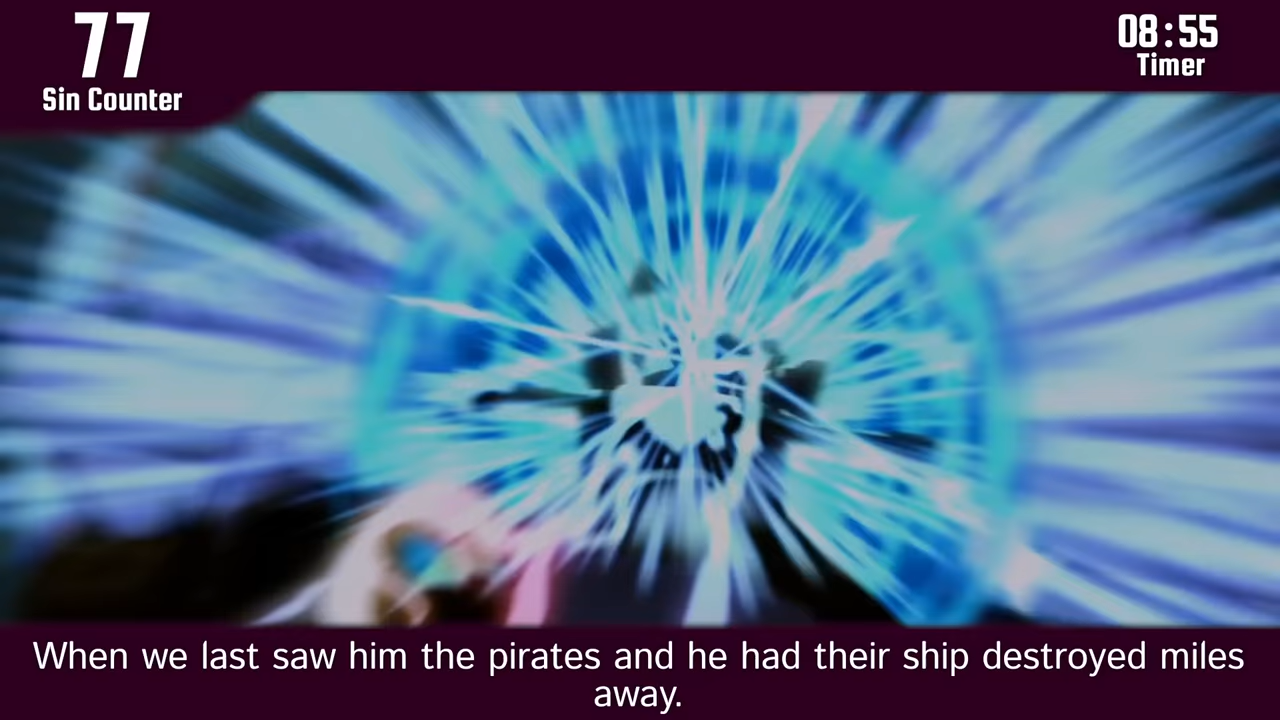 77
Sin Counter
08:55
Timer
When we last saw him the pirates and he had their ship destroyed miles
away.